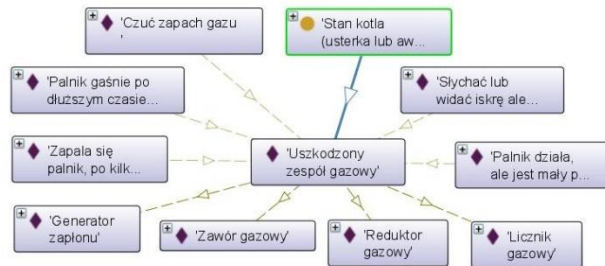 'Czuć zapach gazu
'
'Stan kotla
(usterka lub aw...
'Palnik gaśnie po
dłuższym czasie...
'Słychać lub
widać iskrę ale...
'Zapala się
palnik, po kilk...
'Uszkodzony
zespół gazowy'
'Palnik działa,
ale jest mały p...
'Generator
zapłonu'
'Zawór gazowy'
'Reduktor
gazowy'
'Licznik
gazowy'